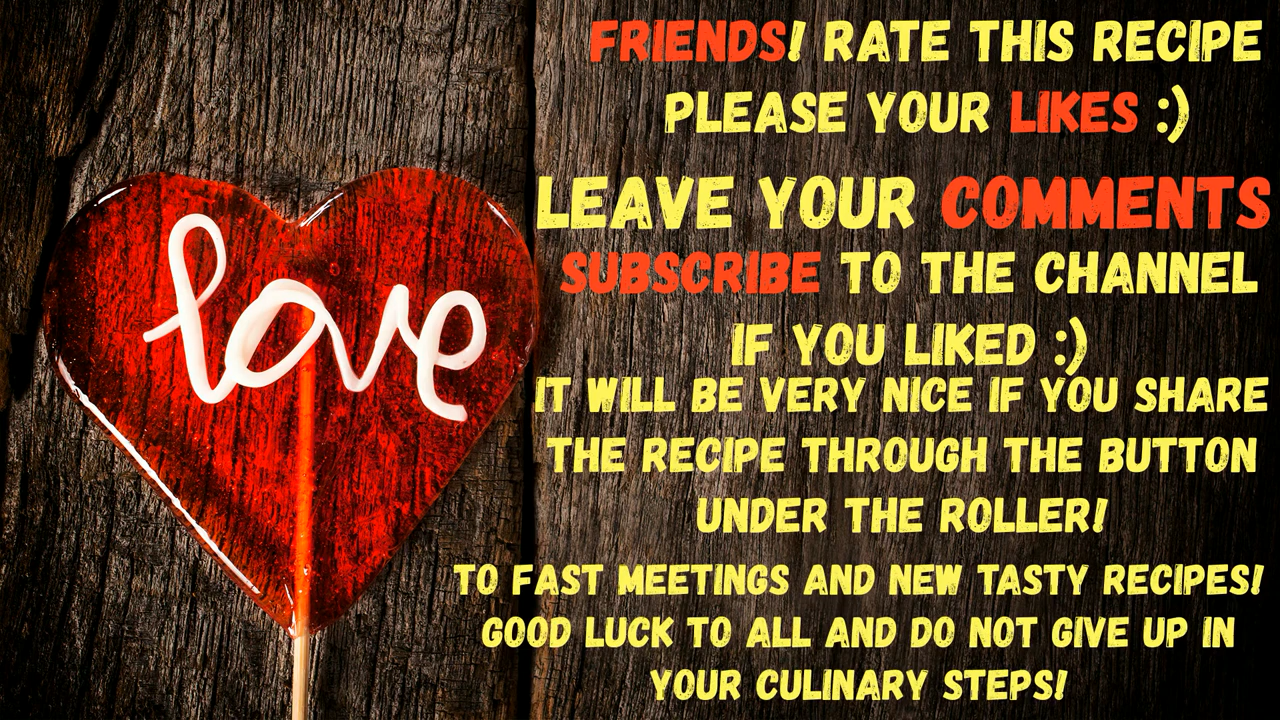 love
FRIENDS! RATE THIS RECIPE
PLEASE YOUR LIKES :)
LEAVE YOUR COMMENTS
SUBSCRIBE TO THE CHANNEL
IF YOU LIKED :)
IT WILL BE VERY NICE IF YOU SHARE
THE RECIPE THROUGH THE BUTTON
UNDER THE ROLLER!
TO FAST MEETINGS AND NEW TASTY RECIPES!
GOOD LUCK TO ALL AND DO NOT GIVE UP IN
YOUR CULINARY STEPS!